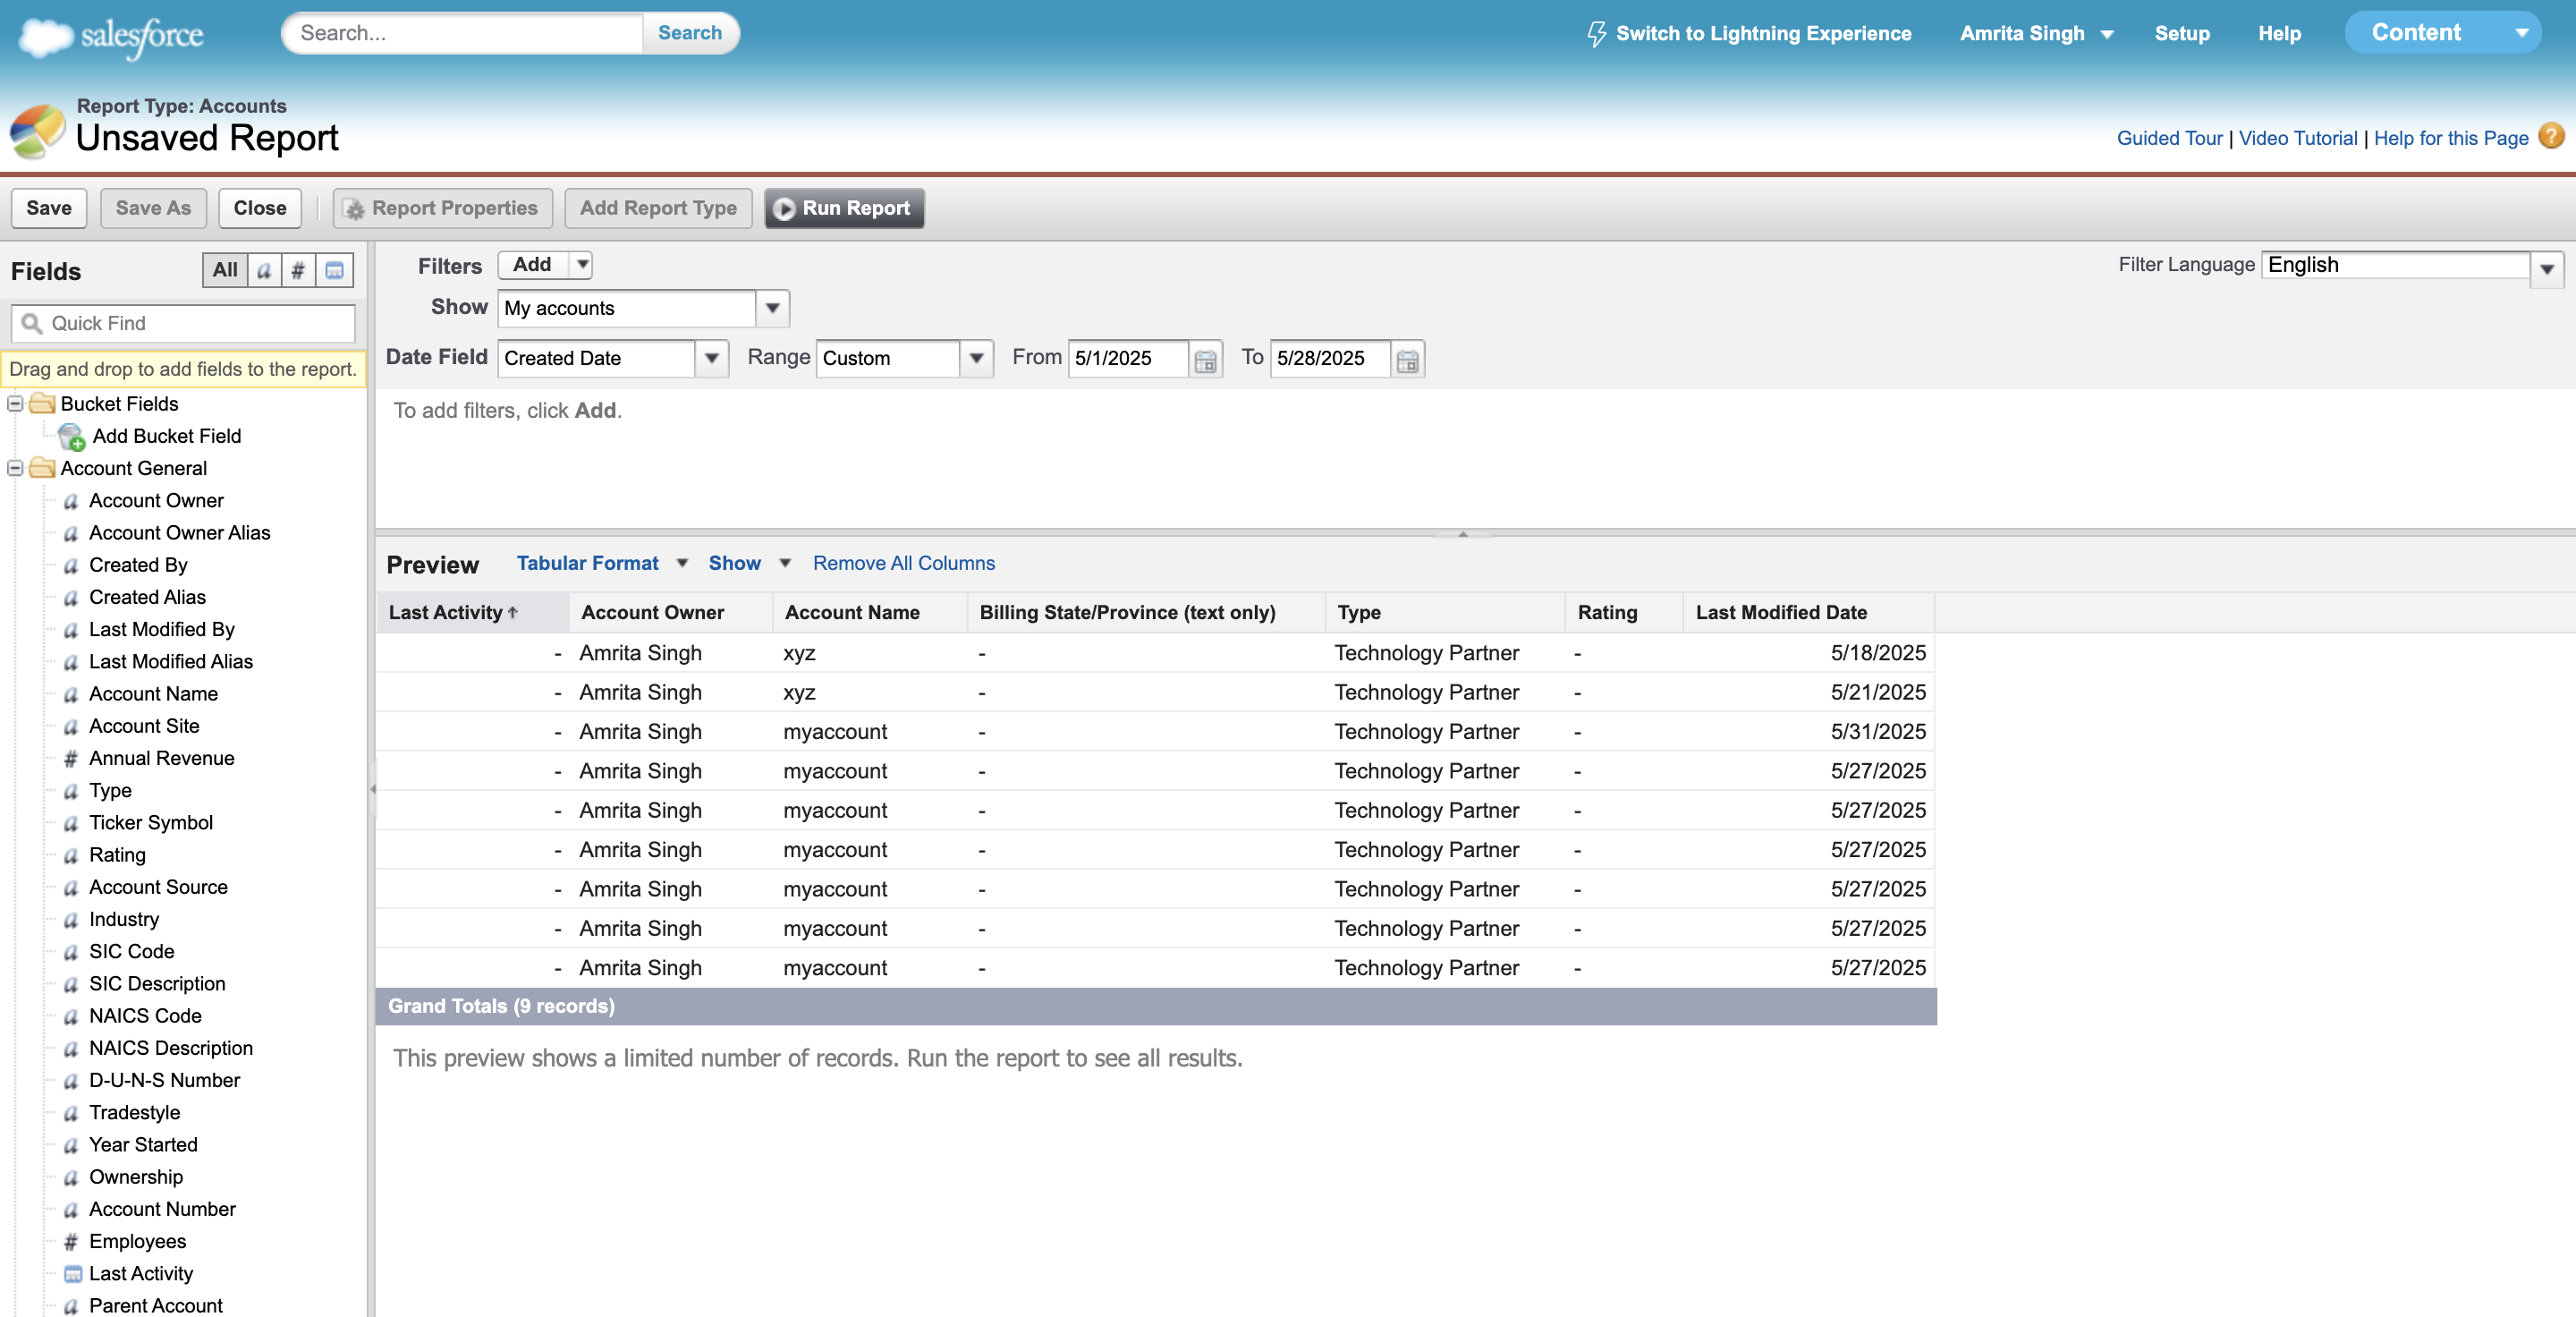 salesforce
Search...
Search
Switch to Lightning Experience
Amrita Singh
Setup
Help
Content
Report Type: Accounts
Unsaved Report
Guided Tour | Video Tutorial | Help for this Page ?
Save
Save As
Close
Report Properties
Add Report Type
Run Report
Fields
All
a
#
Quick Find
Drag and drop to add fields to the report.
Bucket Fields
Add Bucket Field
Account General
a Account Owner
a Account Owner Alias
a Created By
a Created Alias
a Last Modified By
a Last Modified Alias
a Account Name
a Account Site
# Annual Revenue
a Type
a Ticker Symbol
a Rating
a Account Source
a Industry
a SIC Code
a SIC Description
a NAICS Code
a NAICS Description
a D-U-N-S Number
a Tradestyle
a Year Started
a Ownership
a Account Number
# Employees
Last Activity
a Parent Account
Filters Add
Filter Language English
Show My accounts
Date Field Created Date Range Custom From 5/1/2025 To 5/28/2025
To add filters, click Add.
Preview Tabular Format Show Remove All Columns
Last Activity ↑ Account Owner Account Name Billing State/Province (text only) Type Rating Last Modified Date
- Amrita Singh xyz - Technology Partner - 5/18/2025
- Amrita Singh xyz - Technology Partner - 5/21/2025
- Amrita Singh myaccount - Technology Partner - 5/31/2025
- Amrita Singh myaccount - Technology Partner - 5/27/2025
- Amrita Singh myaccount - Technology Partner - 5/27/2025
- Amrita Singh myaccount - Technology Partner - 5/27/2025
- Amrita Singh myaccount - Technology Partner - 5/27/2025
- Amrita Singh myaccount - Technology Partner - 5/27/2025
- Amrita Singh myaccount - Technology Partner - 5/27/2025
Grand Totals (9 records)
This preview shows a limited number of records. Run the report to see all results.